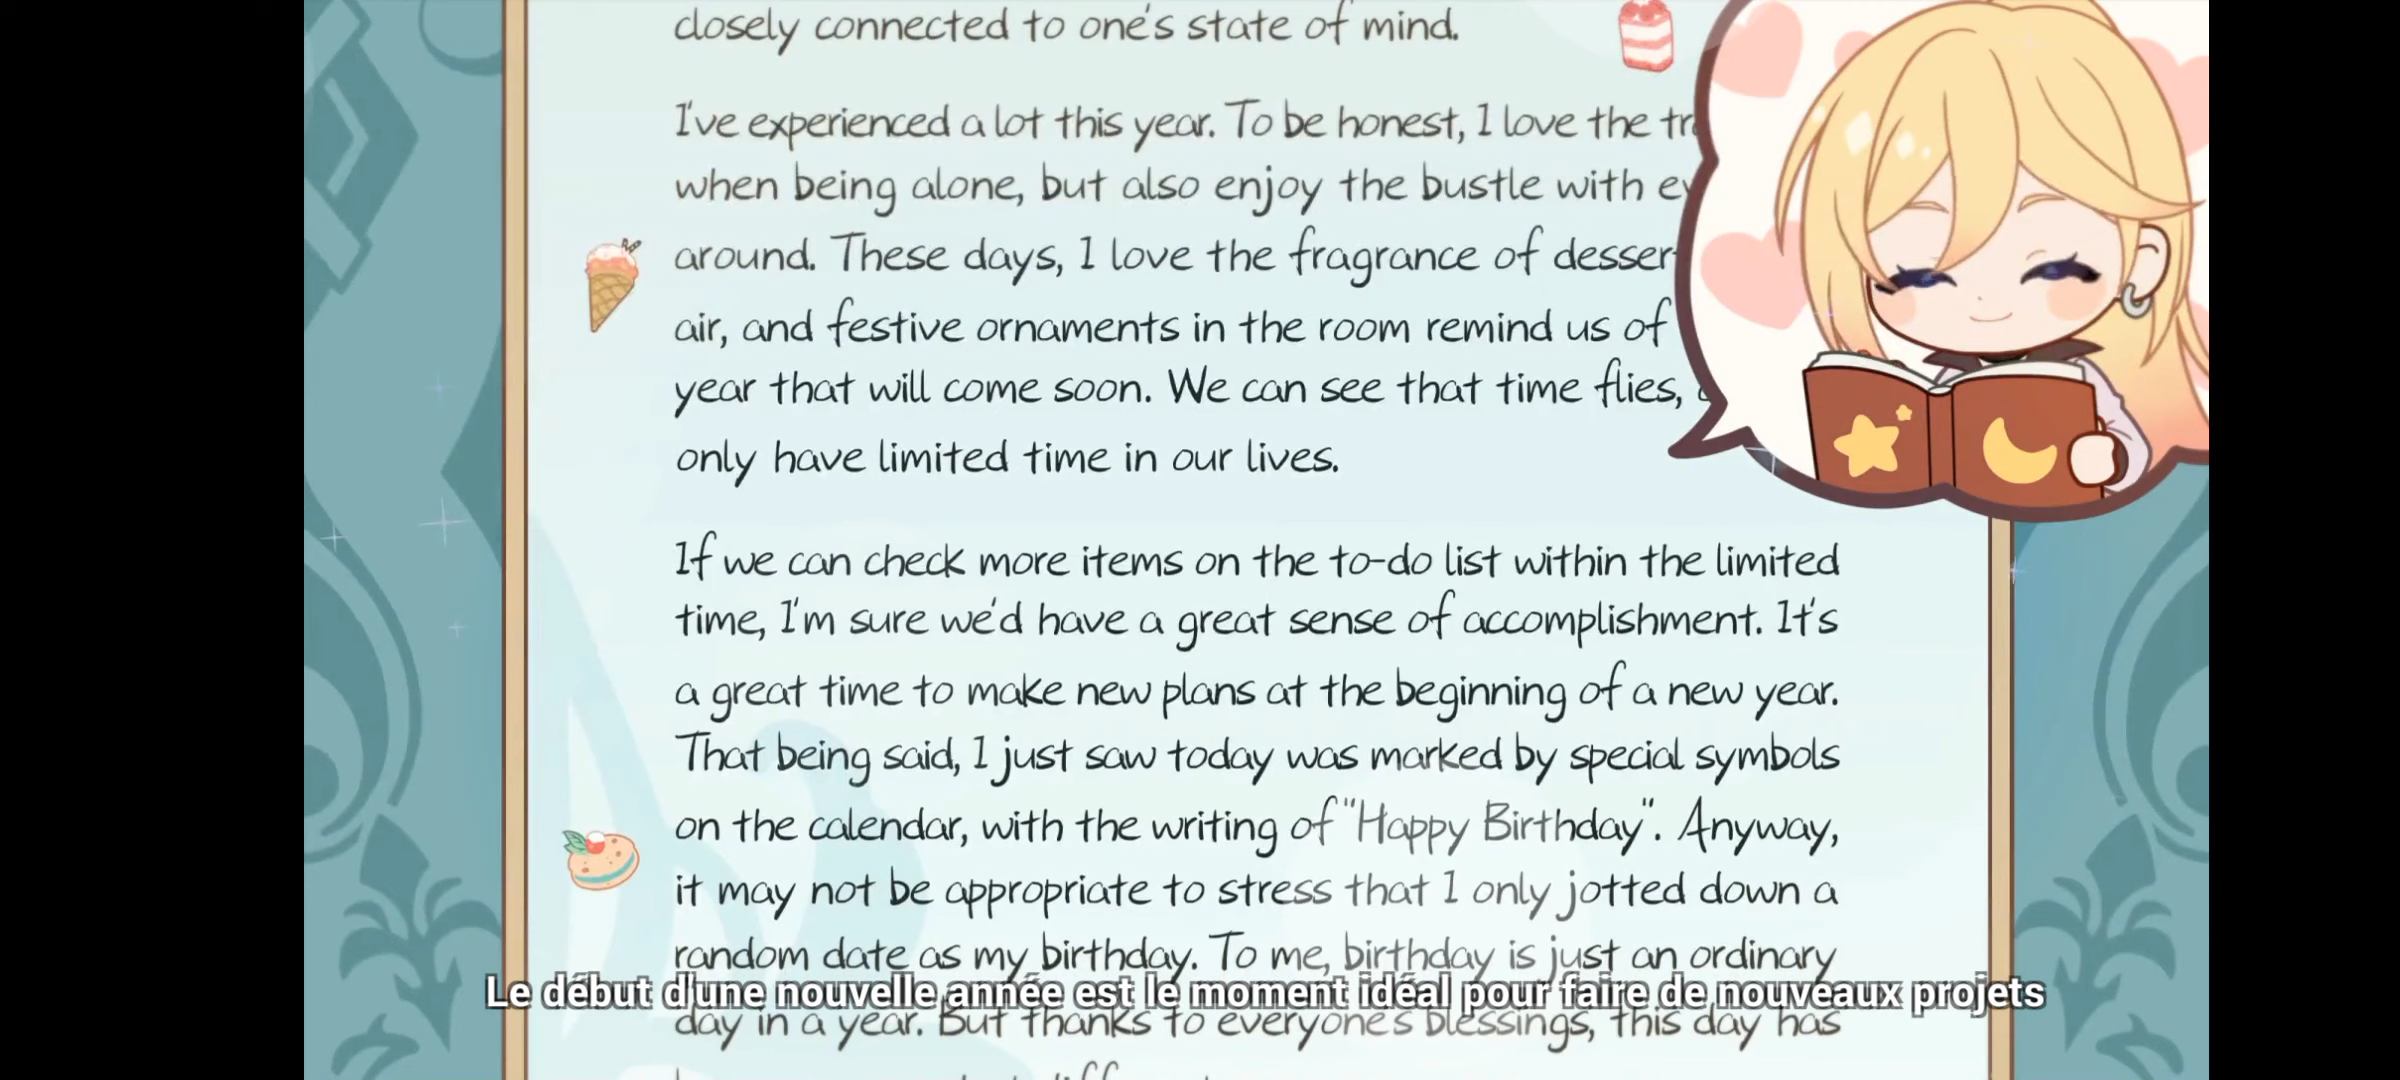 closely connected to one's state of mind.
I've experienced a lot this year. To be honest, I love the
when being alone, but also enjoy the bustle with
around. These days, I love the fragrance of
air, and festive ornaments in the room remind us of
year that will come soon. We can see that time flies,
only have limited time in our lives.
If we can check more items on the to-do list within the limited
time, I'm sure we'd have a great sense of accomplishment. It's
a great time to make new plans at the beginning of a new year.
That being said, I just saw today was marked by special symbols
on the calendar, with the writing of "Happy Birthday". Anyway,
it may not be appropriate to stress that I only jotted down a
random date as my birthday. To me, birthday is just an ordinary
Le début d'une nouvelle année est le moment idéal pour faire de nouveaux projets
day in a year. But thanks to everyone's blessings, this day has